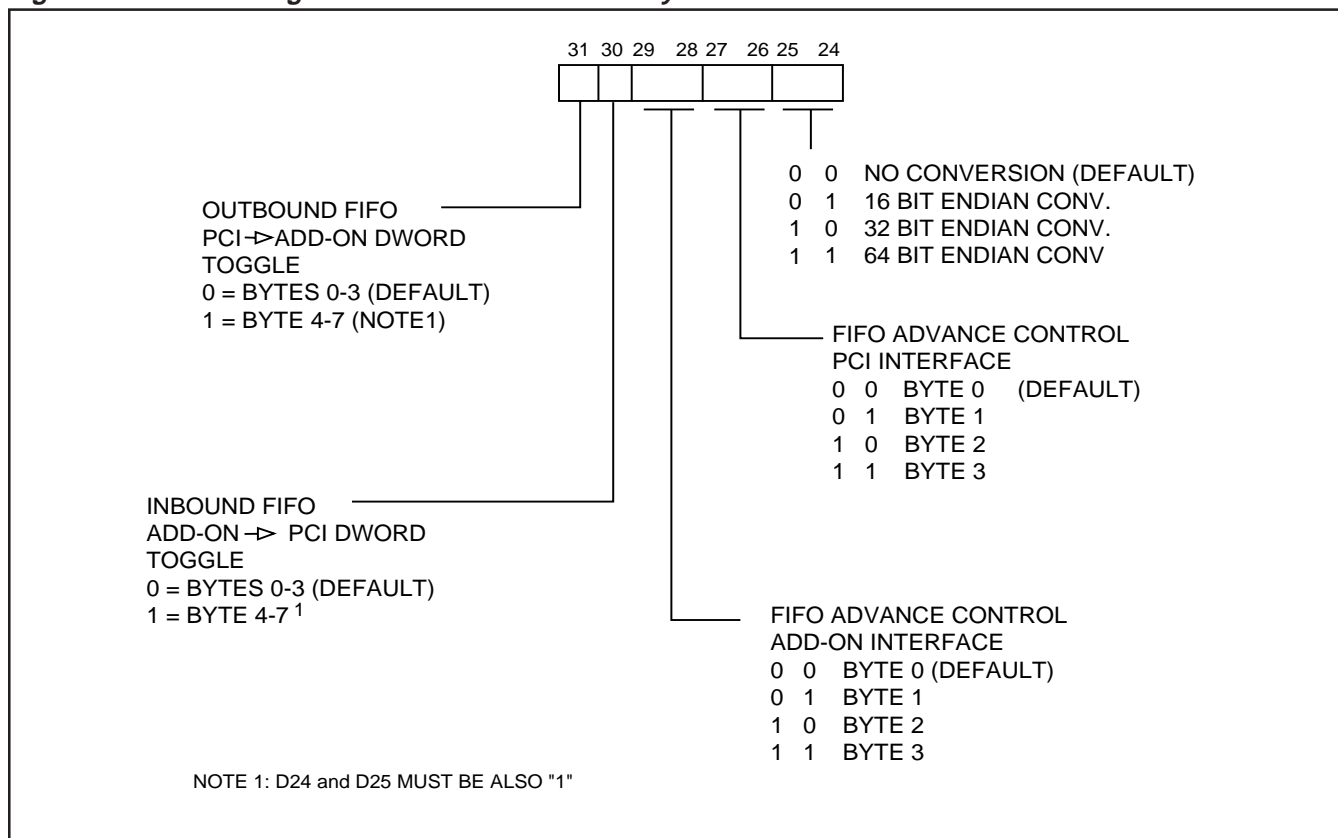 31 30 29 28 27 26 25 24
0 0 NO CONVERSION (DEFAULT)
0 1 16 BIT ENDIAN CONV.
1 0 32 BIT ENDIAN CONV.
1 1 64 BIT ENDIAN CONV
OUTBOUND FIFO
PCI ADD-ON DWORD
TOGGLE
0 = BYTES 0-3 (DEFAULT)
1 = BYTE 4-7 (NOTE1)
FIFO ADVANCE CONTROL
PCI INTERFACE
0 0 BYTE 0 (DEFAULT)
0 1 BYTE 1
1 0 BYTE 2
1 1 BYTE 3
INBOUND FIFO
ADD-ON PCI DWORD
TOGGLE
0 = BYTES 0-3 (DEFAULT)
1 = BYTE 4-7 1
FIFO ADVANCE CONTROL
ADD-ON INTERFACE
0 0 BYTE 0 (DEFAULT)
0 1 BYTE 1
1 0 BYTE 2
1 1 BYTE 3
NOTE 1: D24 and D25 MUST BE ALSO "1"